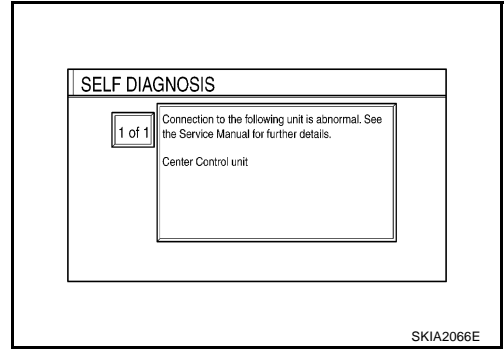 SELF DIAGNOSIS
1 of 1
Connection to the following unit is abnormal. See
the Service Manual for further details.
Center Control unit
SKIA2066E